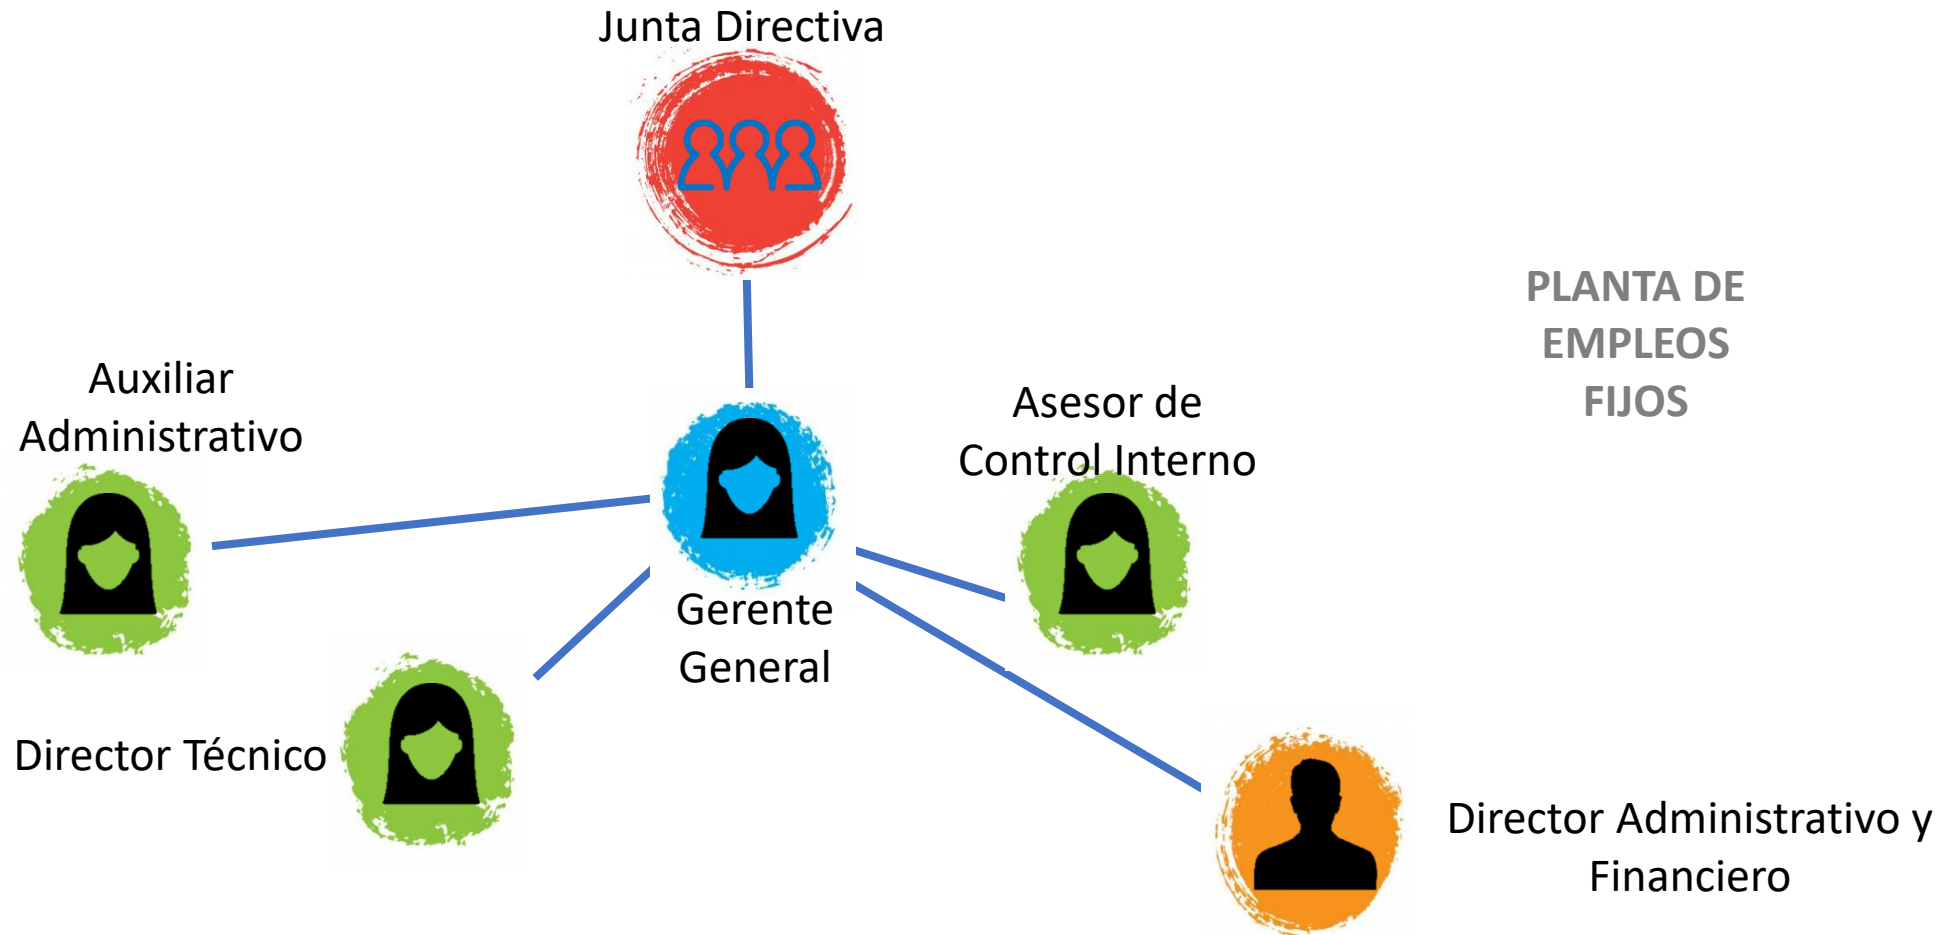 Junta Directiva
PLANTA DE
EMPLEOS
FIJOS
Auxiliar
Administrativo
Asesor de
Control Interno
Gerente
General
Director Técnico
Director Administrativo y
Financiero